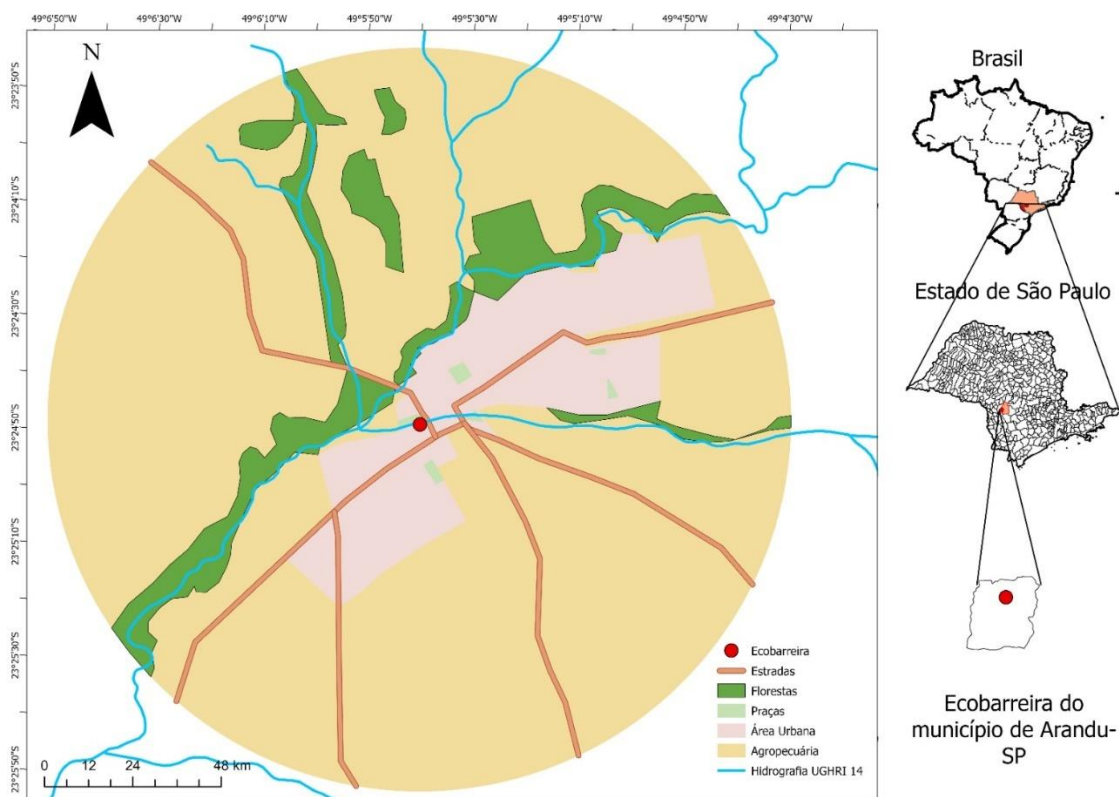 49°6'50"W
49°6'30"W
49°6'10"W
49°5'50"W
49°5'30"W
49°5'10"W
49°4'50"W
49°4'30"W
23°23'50"S
23°24'10"S
23°24'30"S
23°24'50"S
23°25'10"S
23°25'30"S
23°25'50"S
N
0 12 24 48 km
Ecobarreira
Estradas
Florestas
Praças
Área Urbana
Agropecuária
Hidrografia UGHRI 14
Brasil
Estado de São Paulo
Ecobarreira do
município de Arandu-
SP